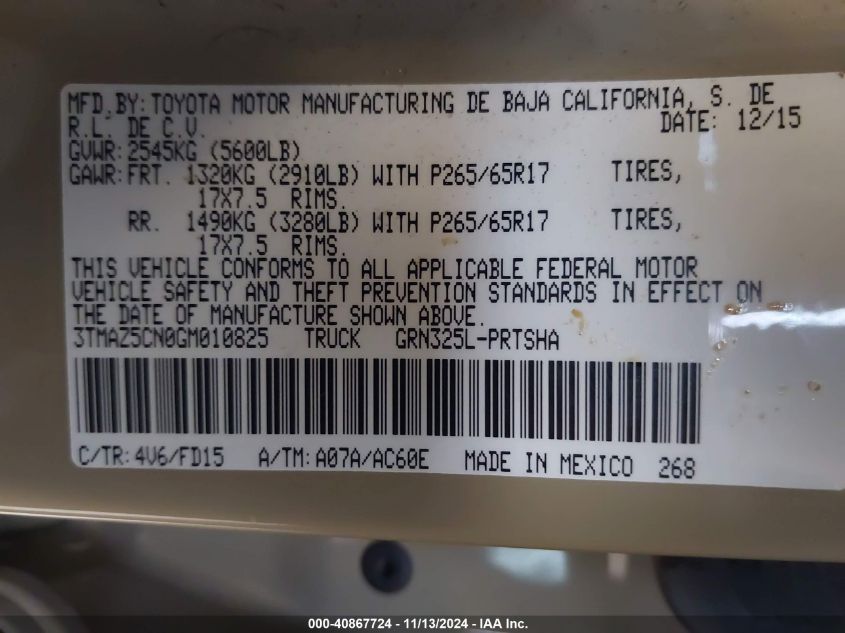 MFD.BY: TOYOTA MOTOR MANUFACTURING DE BAJA CALIFORNIA, S. DE
R.L. DE C.V. DATE: 12/15
GVWR: 2545KG (5600LB)
GAWR: FRT. 1320KG (2910LB) WITH P265/65R17 TIRES,
17X7.5 RIMS.
RR. 1490KG (3280LB) WITH P265/65R17 TIRES,
17X7.5 RIMS.
THIS VEHICLE CONFORMS TO ALL APPLICABLE FEDERAL MOTOR
VEHICLE SAFETY AND THEFT PREVENTION STANDARDS IN EFFECT ON
THE DATE OF MANUFACTURE SHOWN ABOVE.
3TMAZ5CN0GM010825 TRUCK GRN325L-PRTSHA
C/TR: 4V6/FD15 A/TM: A07A/AC60E MADE IN MEXICO 268
000-40867724 - 11/13/2024 - IAA Inc.